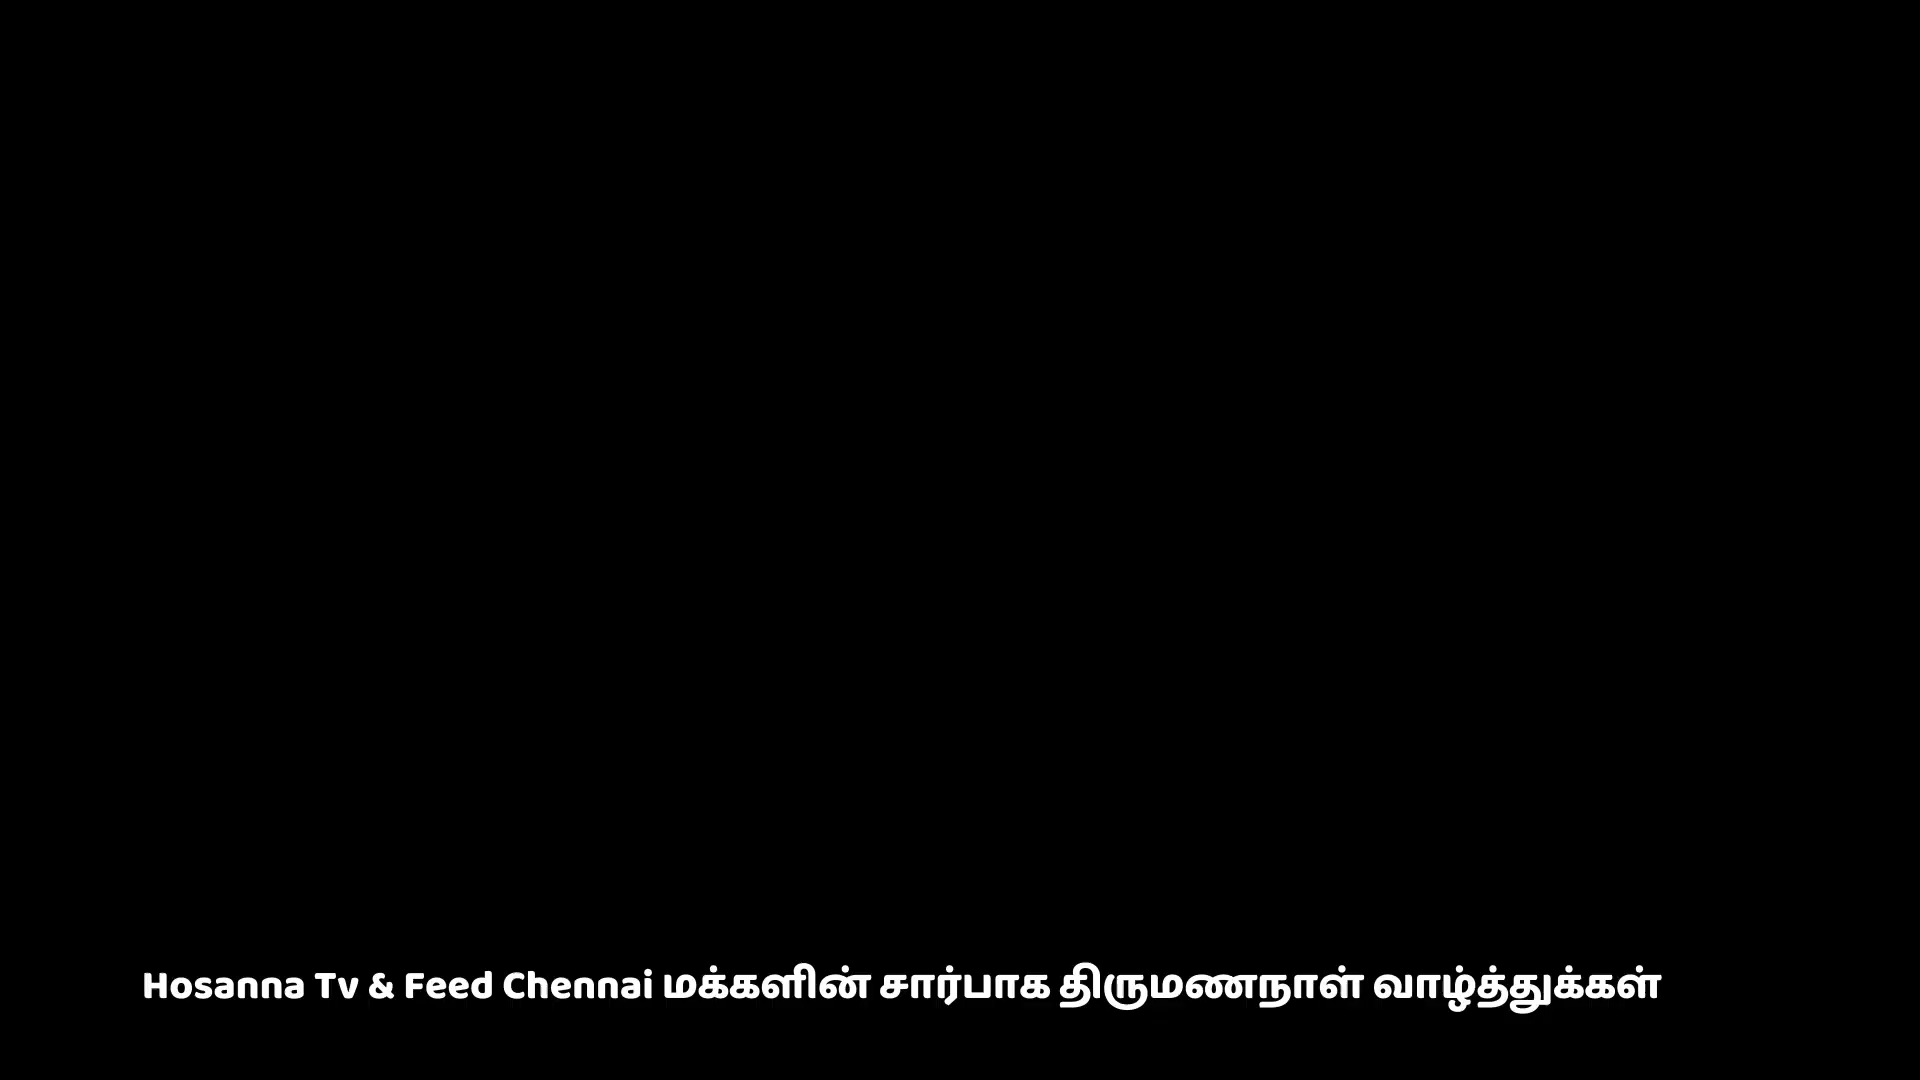 Hosanna Tv & Feed Chennai மக்களின் சார்பாக திருமணநாள் வாழ்த்துக்கள்